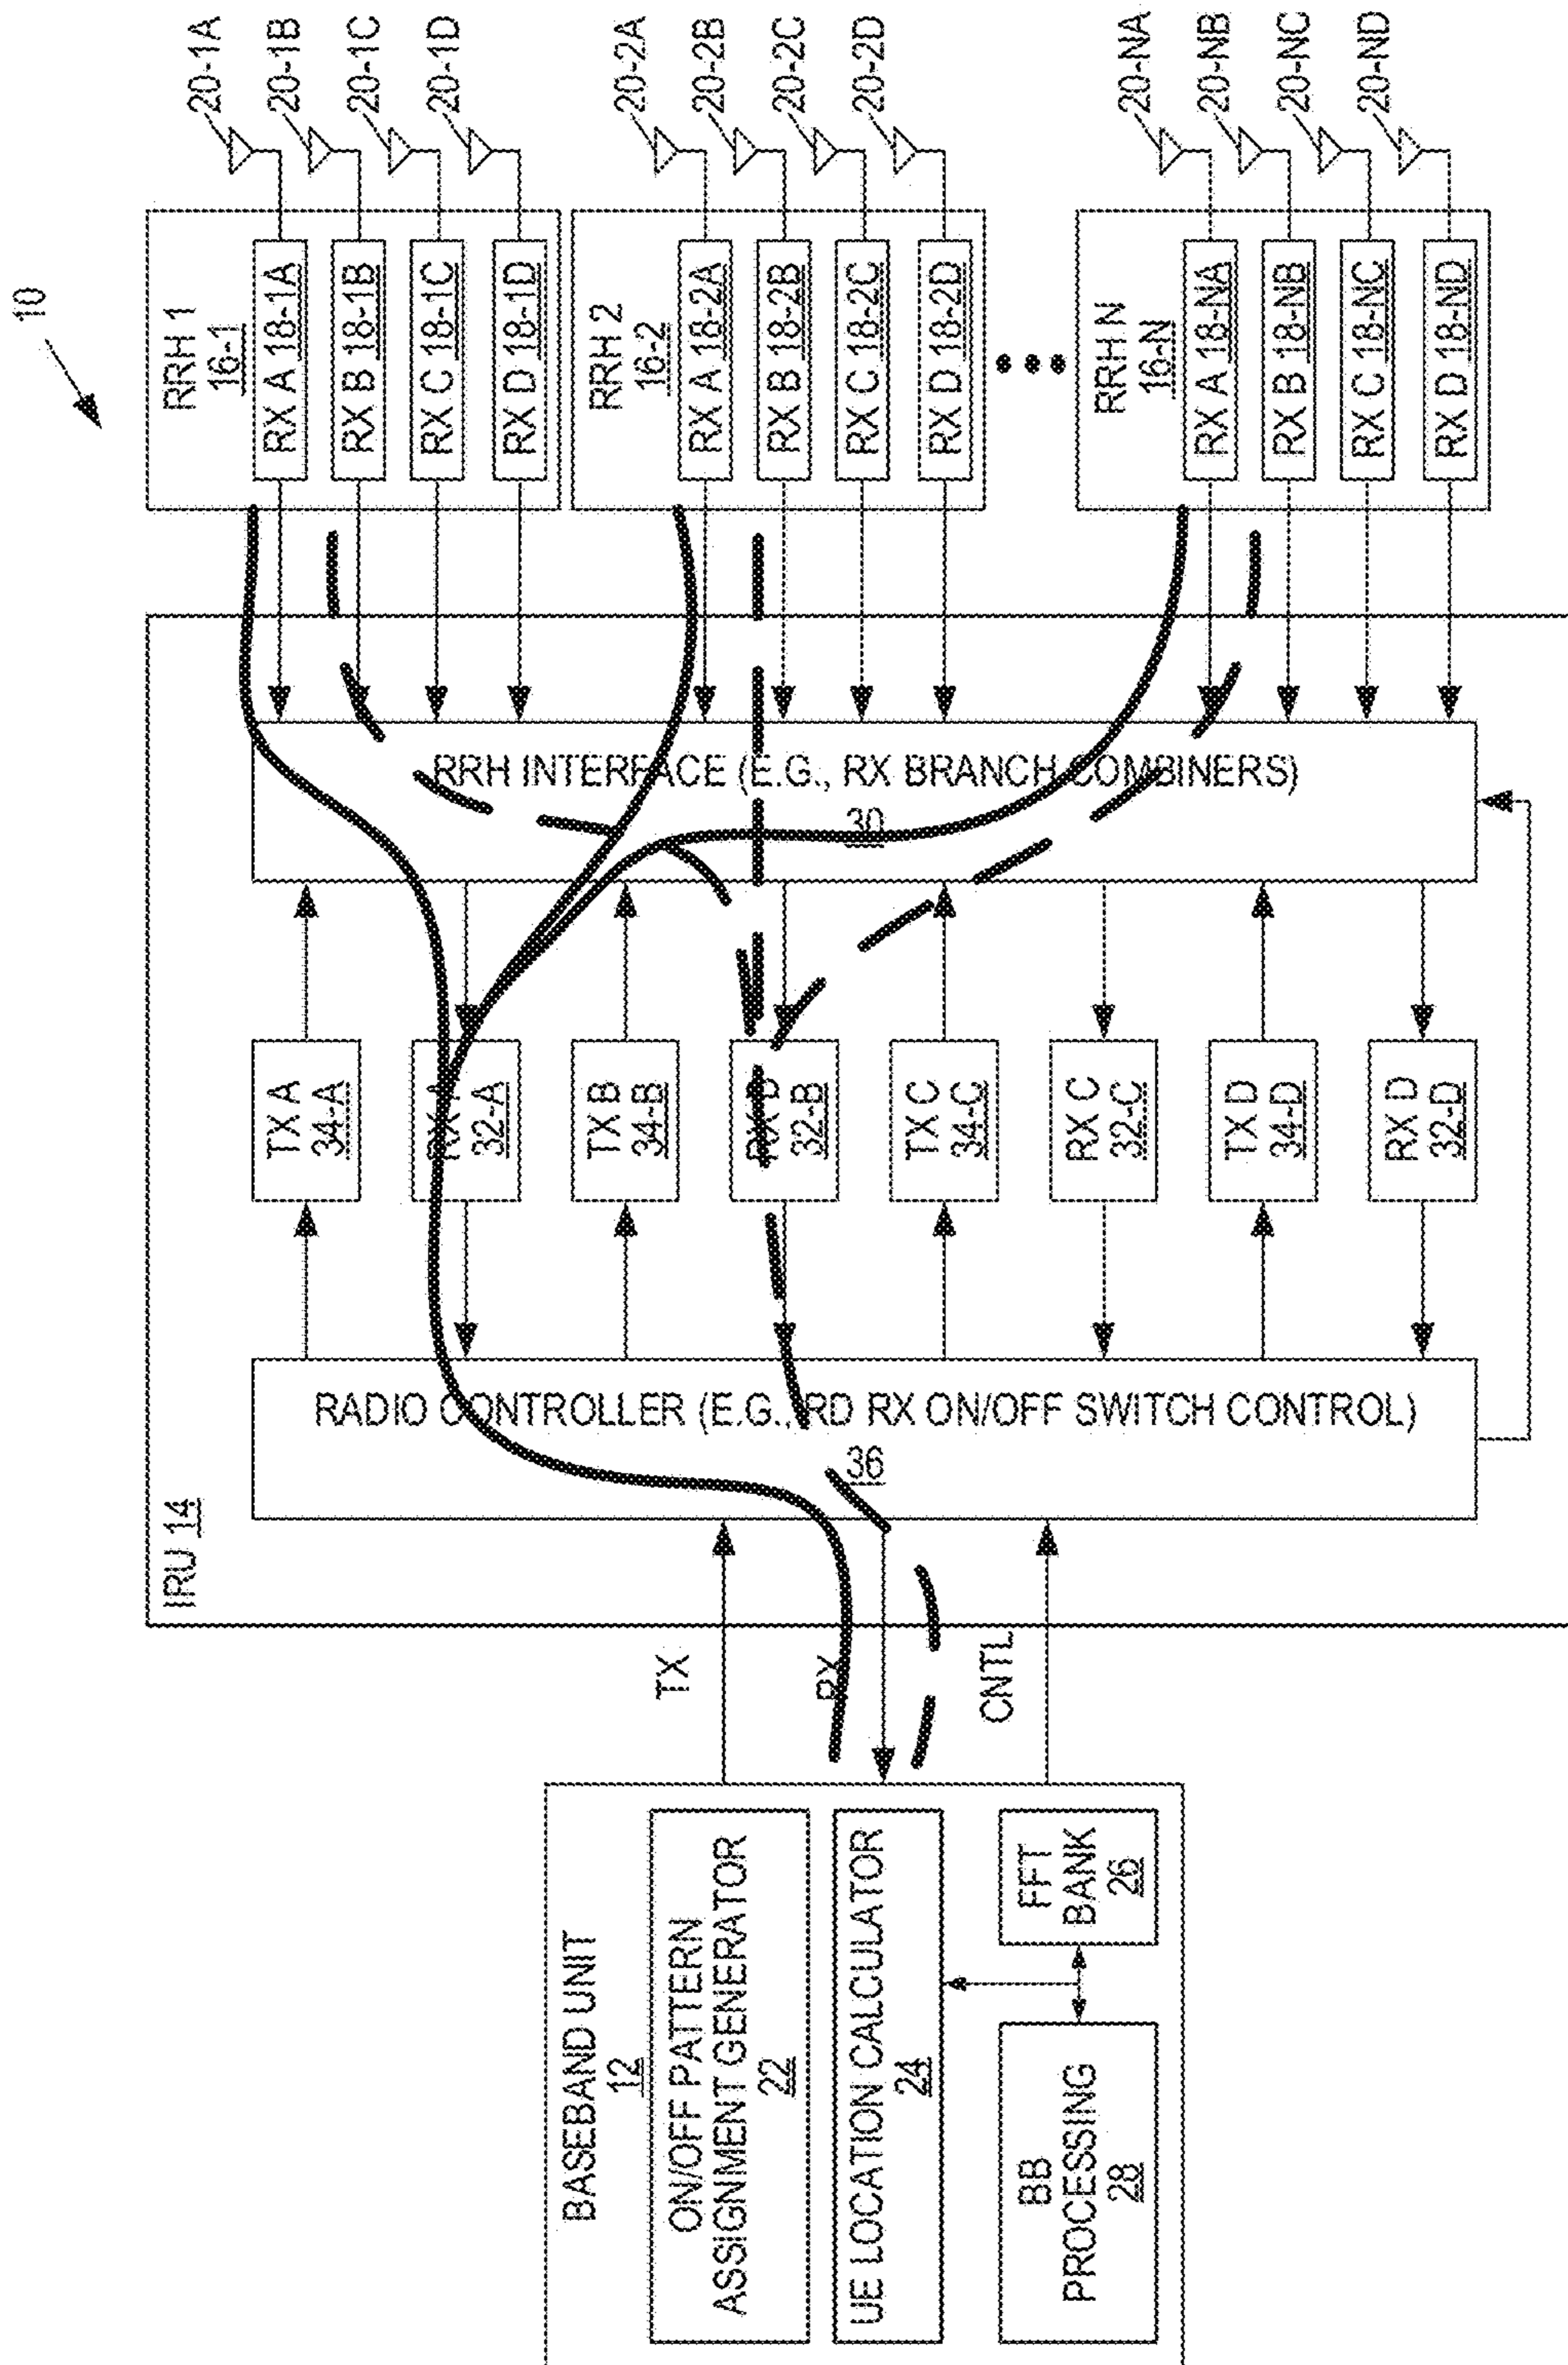 10
BASEBAND UNIT
12
ON/OFF PATTERN
ASSIGNMENT GENERATOR
22
UE LOCATION CALCULATOR
24
BB
PROCESSING
28
FFT
BANK
26
TX
RX
CNTL
IRU 14
RADIO CONTROLLER (E.G., RD RX ON/OFF SWITCH CONTROL)
36
TX A
34-A
RX A
32-A
TX B
34-B
RX B
32-B
TX C
34-C
RX C
32-C
TX D
34-D
RX D
32-D
RRH INTERFACE (E.G., RX BRANCH COMBINERS)
30
RRH 1
16-1
RX A 18-1A
RX B 18-1B
RX C 18-1C
RX D 18-1D
20-1A
20-1B
20-1C
20-1D
RRH 2
16-2
RX A 18-2A
RX B 18-2B
RX C 18-2C
RX D 18-2D
20-2A
20-2B
20-2C
20-2D
RRH N
16-N
RX A 18-NA
RX B 18-NB
RX C 18-NC
RX D 18-ND
20-NA
20-NB
20-NC
20-ND